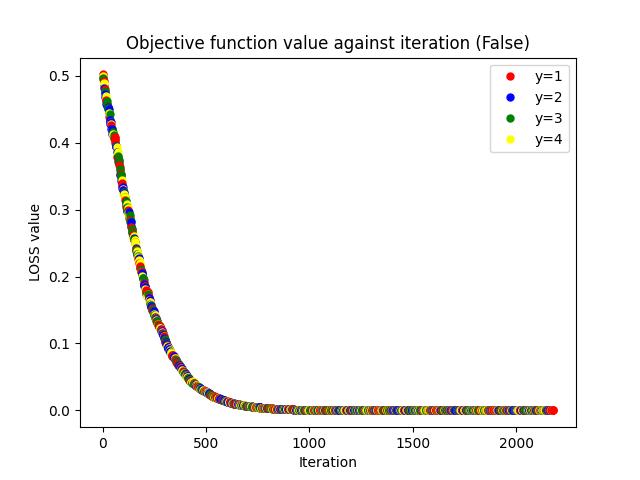 Objective function value against iteration (False)
0.5
0.4
0.3
0.2
0.1
0.0
LOSS value
0
500
1000
1500
2000
Iteration
y=1
y=2
y=3
y=4